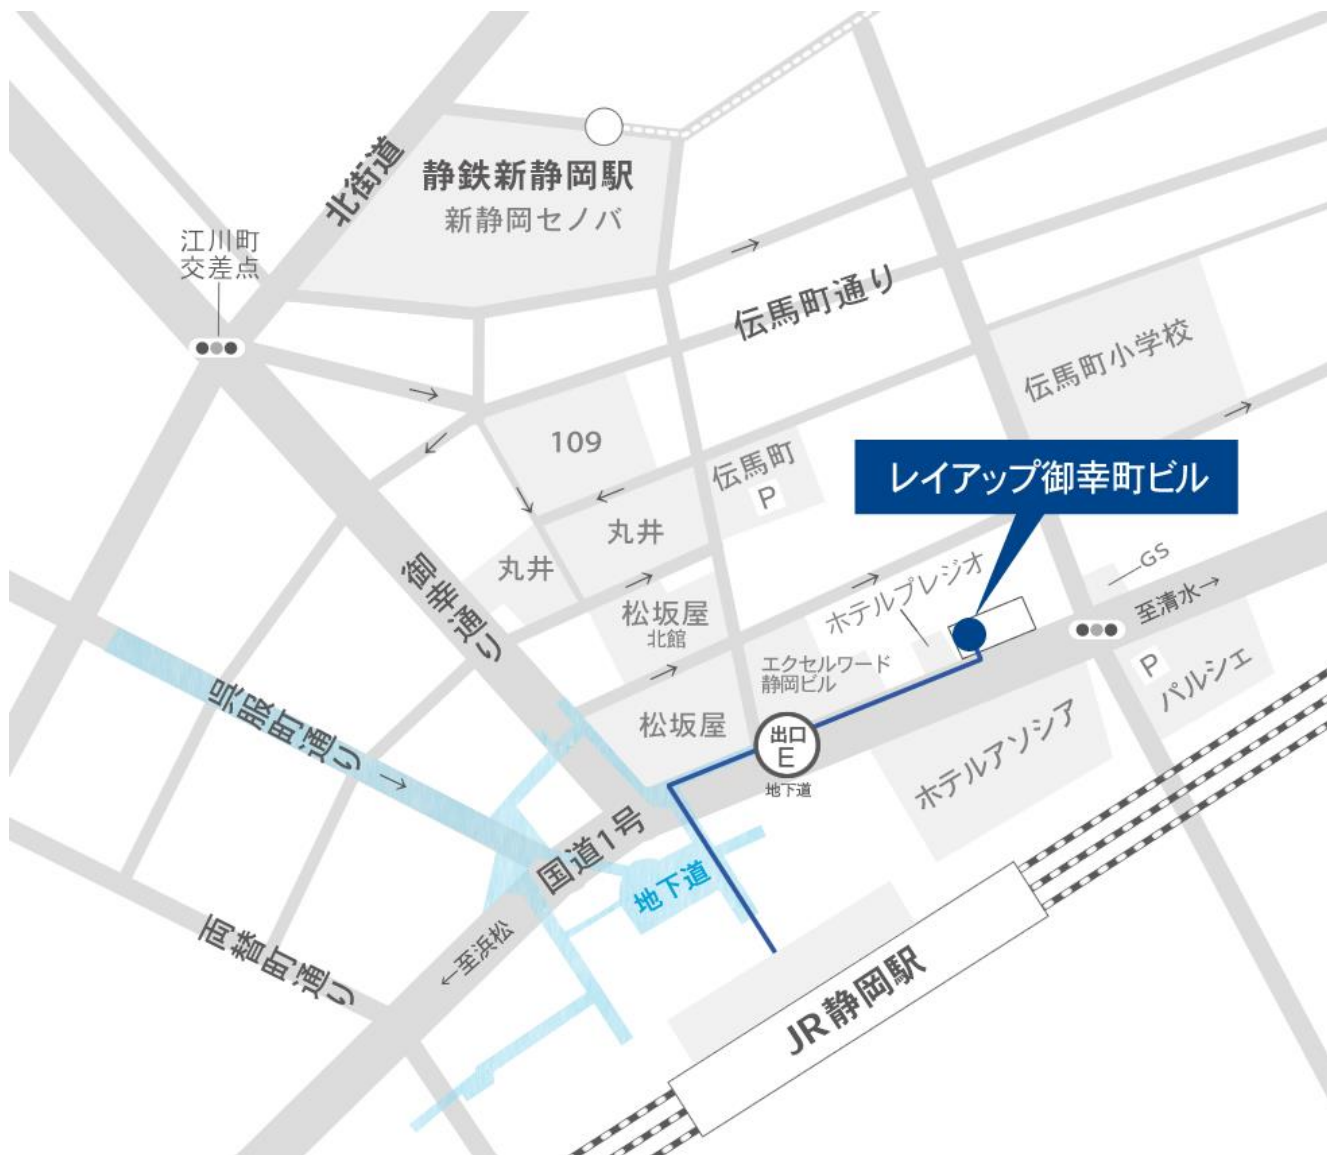 北街道
静鉄新静岡駅
新静岡セノバ
江川町
交差点
伝馬町通り
伝馬町小学校
109
伝馬町
P
レイアップ御幸町ビル
丸井
丸井
御幸通り
松坂屋
北館
ホテルプレジオ
GS
至清水→
エクセルワード
静岡ビル
P
パルシェ
呉服町通り
松坂屋
出口
E
地下道
ホテルアソシア
国道1号
地下道
両替町通り
←至浜松
JR静岡駅